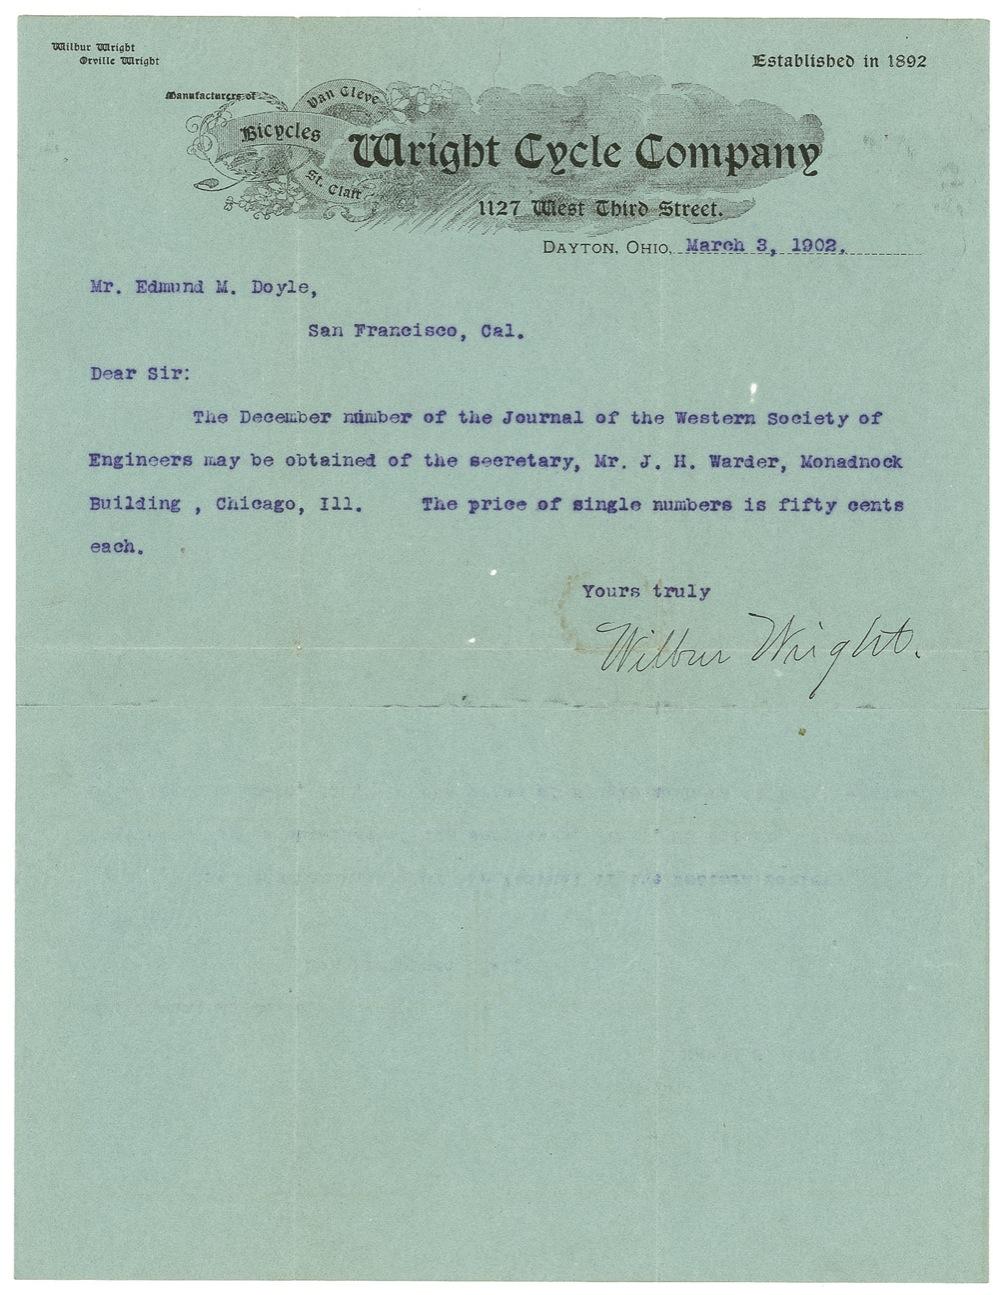 Wilbur Wright
Orville Wright
Established in 1892
Manufacturers of
Van Cleve
Bicycles
St. Clair
Wright Cycle Company
1127 West Third Street.
Dayton, Ohio, March 3, 1902.
Mr. Edmund M. Doyle,
San Francisco, Cal.
Dear Sir:
The December number of the Journal of the Western Society of
Engineers may be obtained of the secretary, Mr. J. H. Warder, Monadnock
Building , Chicago, Ill. The price of single numbers is fifty cents
each.
Yours truly
Wilbur Wright.